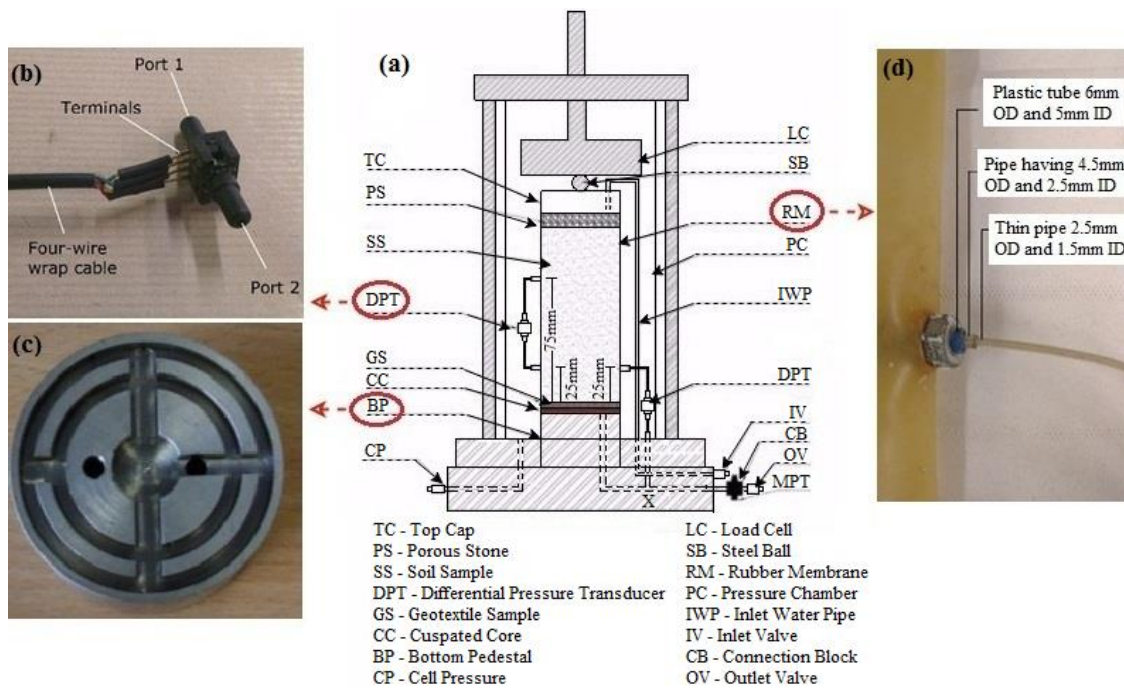 (b)
Port 1
Terminals
Four-wire
wrap cable
Port 2
(c)
(a)
TC
PS
SS
DPT
GS
CC
BP
CP
75mm
25mm
25mm
LC
SB
RM
PC
IWP
DPT
IV
CB
OV
MPT
X
TC - Top Cap
PS - Porous Stone
SS - Soil Sample
DPT - Differential Pressure Transducer
GS - Geotextile Sample
CC - Cuspated Core
BP - Bottom Pedestal
CP - Cell Pressure
LC - Load Cell
SB - Steel Ball
RM - Rubber Membrane
PC - Pressure Chamber
IWP - Inlet Water Pipe
IV - Inlet Valve
CB - Connection Block
OV - Outlet Valve
(d)
Plastic tube 6mm
OD and 5mm ID
Pipe having 4.5mm
OD and 2.5mm ID
Thin pipe 2.5mm
OD and 1.5mm ID